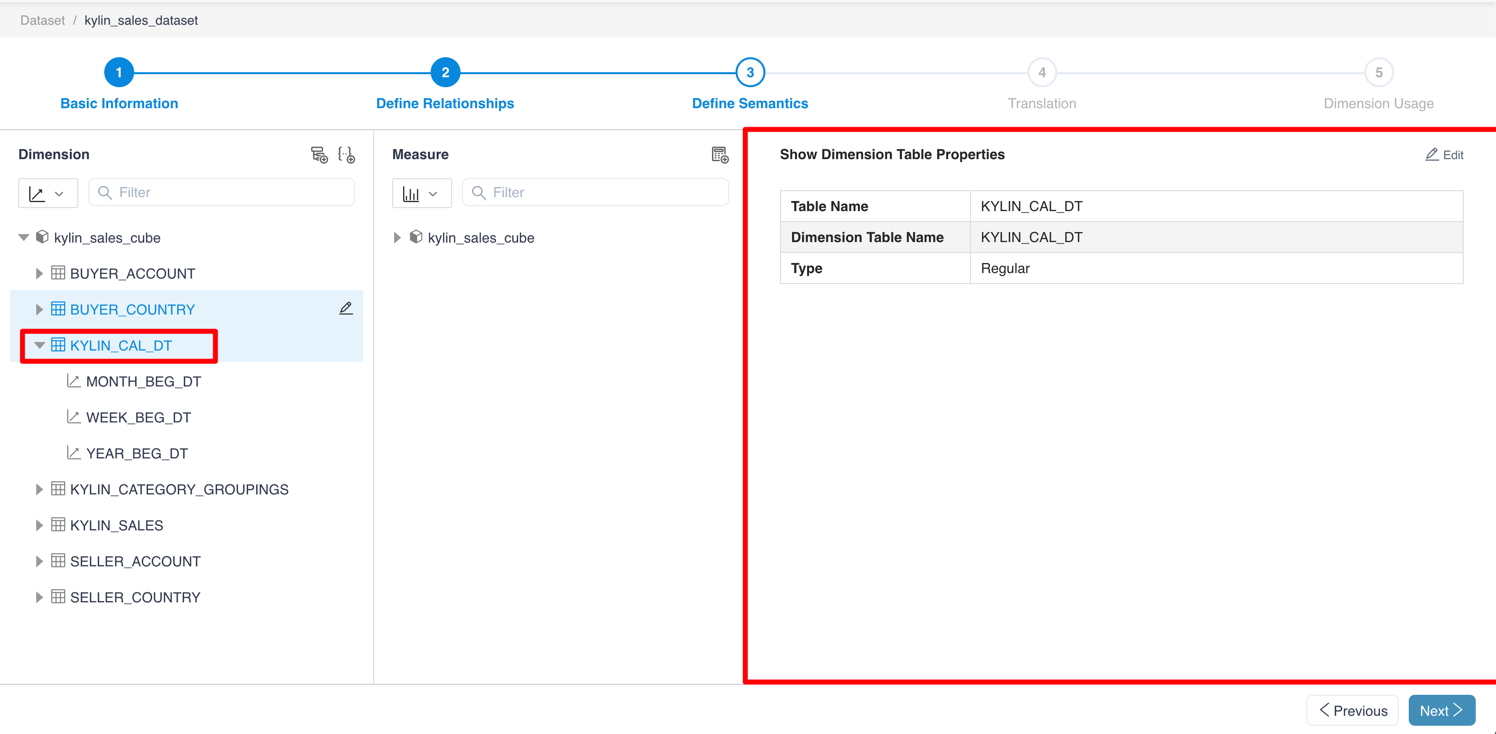 Dataset / kylin_sales_dataset
1 2 3 4 5
Basic Information Define Relationships Define Semantics Translation Dimension Usage
Dimension
Filter
kylin_sales_cube
BUYER_ACCOUNT
BUYER_COUNTRY
KYLIN_CAL_DT
MONTH_BEG_DT
WEEK_BEG_DT
YEAR_BEG_DT
KYLIN_CATEGORY_GROUPINGS
KYLIN_SALES
SELLER_ACCOUNT
SELLER_COUNTRY
Measure
Filter
kylin_sales_cube
Show Dimension Table Properties Edit
Table Name KYLIN_CAL_DT
Dimension Table Name KYLIN_CAL_DT
Type Regular
Previous Next